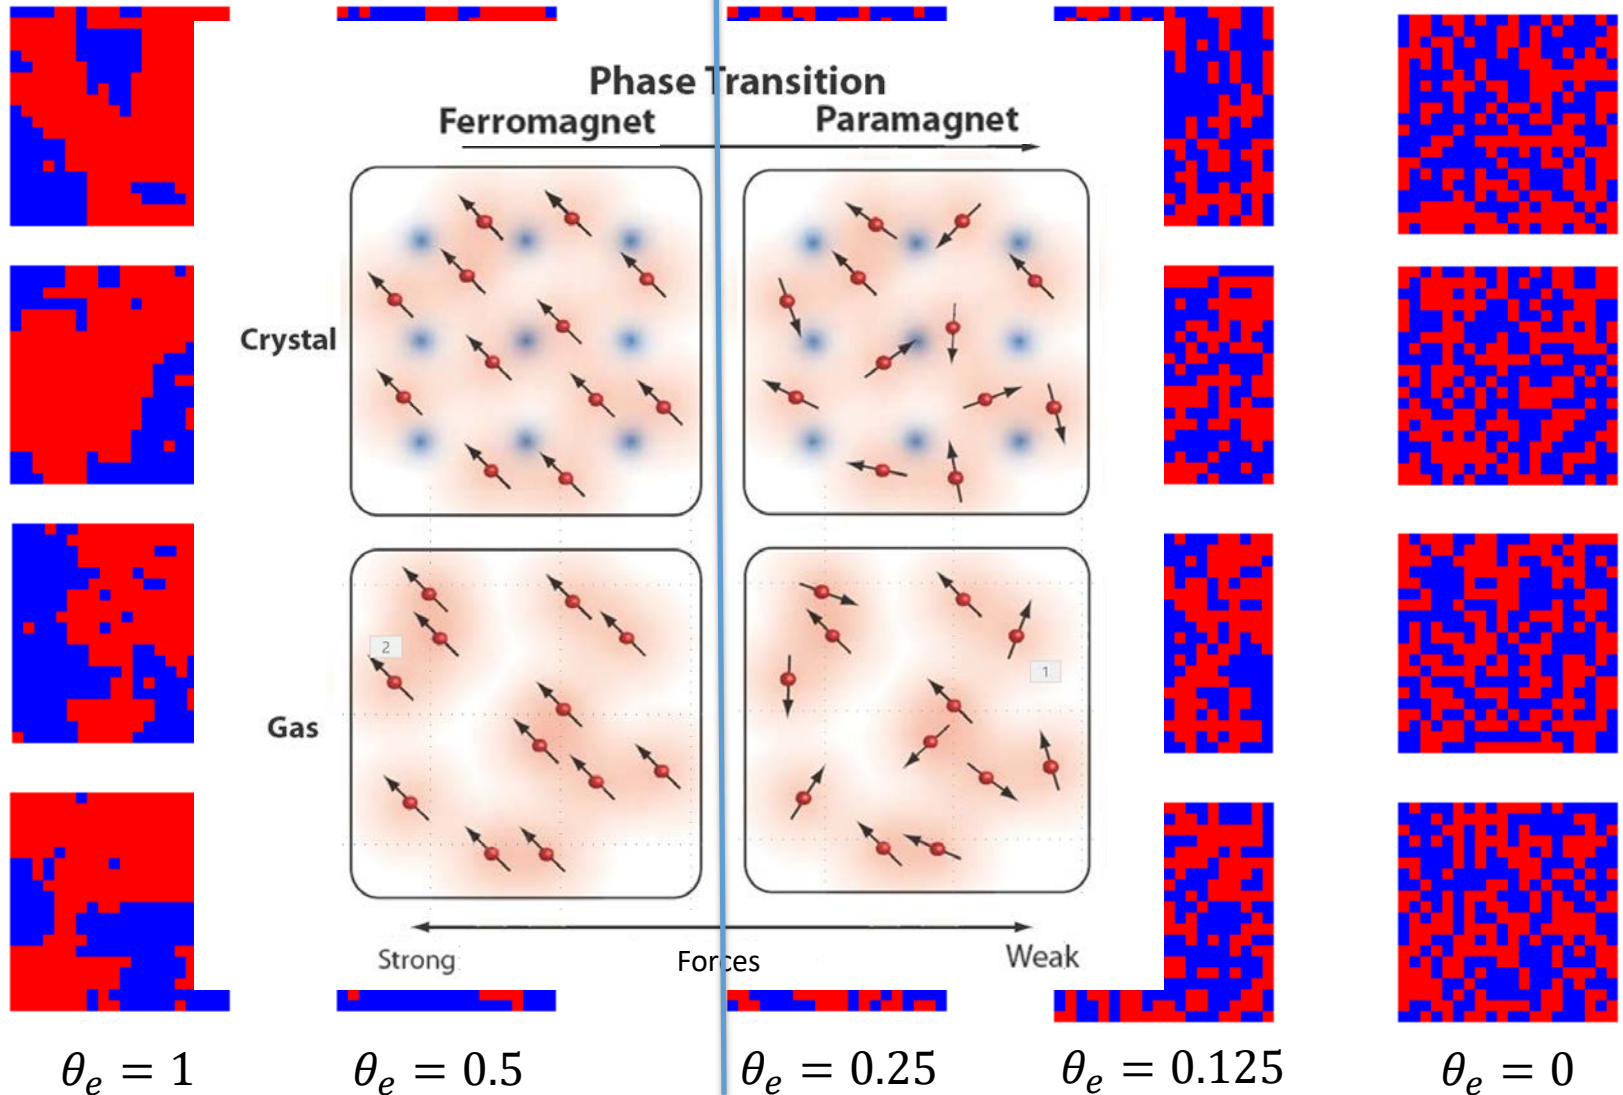 Phase Transition
Ferromagnet
Paramagnet
Crystal
2
1
Gas
Strong
Forces
Weak
θₑ = 1
θₑ = 0.5
θₑ = 0.25
θₑ = 0.125
θₑ = 0